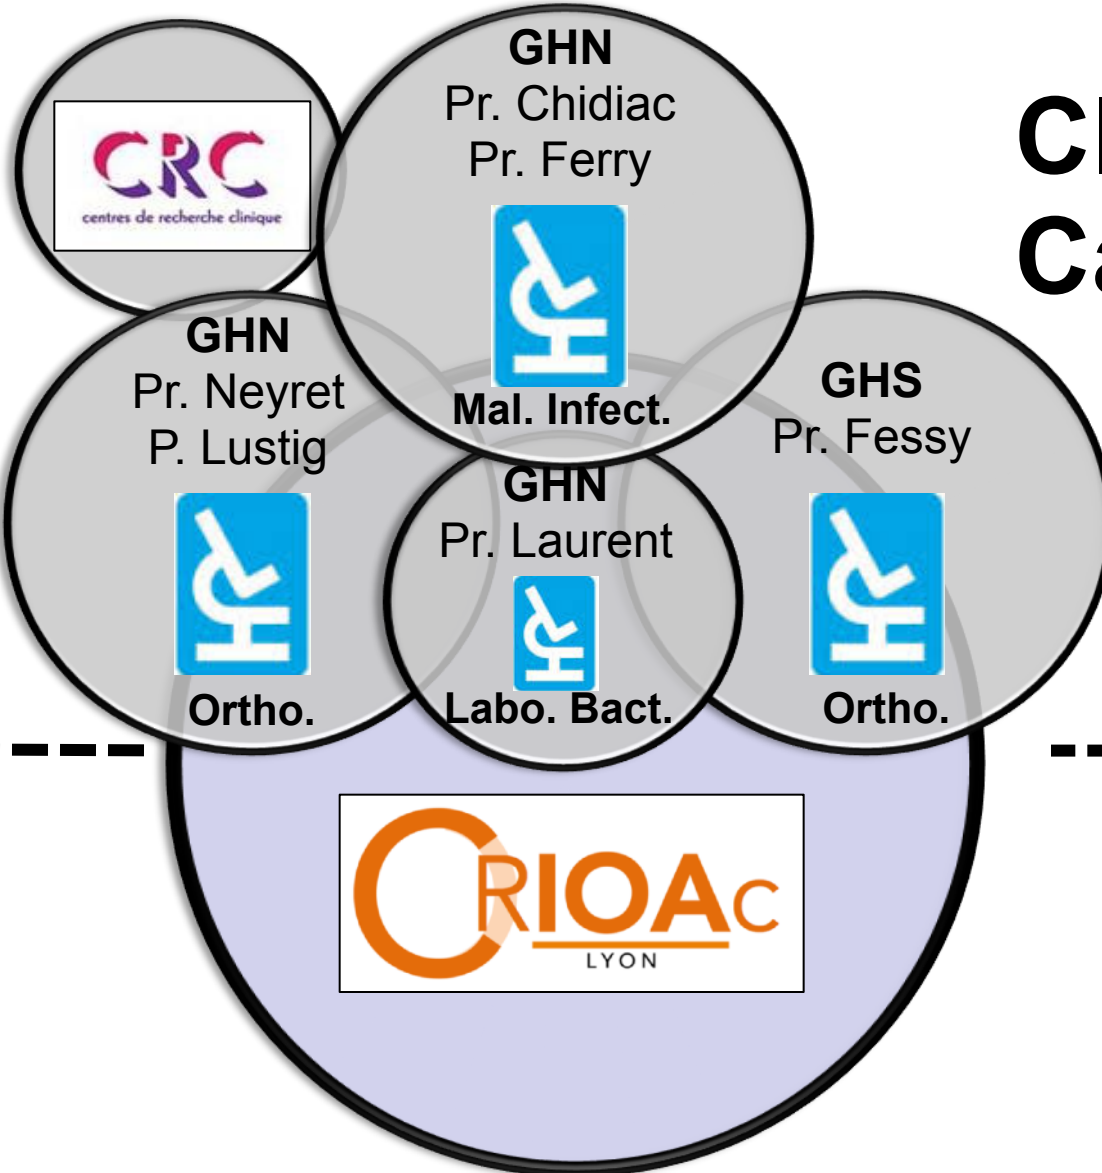 GHN
Pr. Chidiac
Pr. Ferry
Mal. Infect.
CRC
centres de recherche clinique
GHN
Pr. Neyret
P. Lustig
Ortho.
GHN
Pr. Laurent
Labo. Bact.
GHS
Pr. Fessy
Ortho.
CRIOAc
LYON